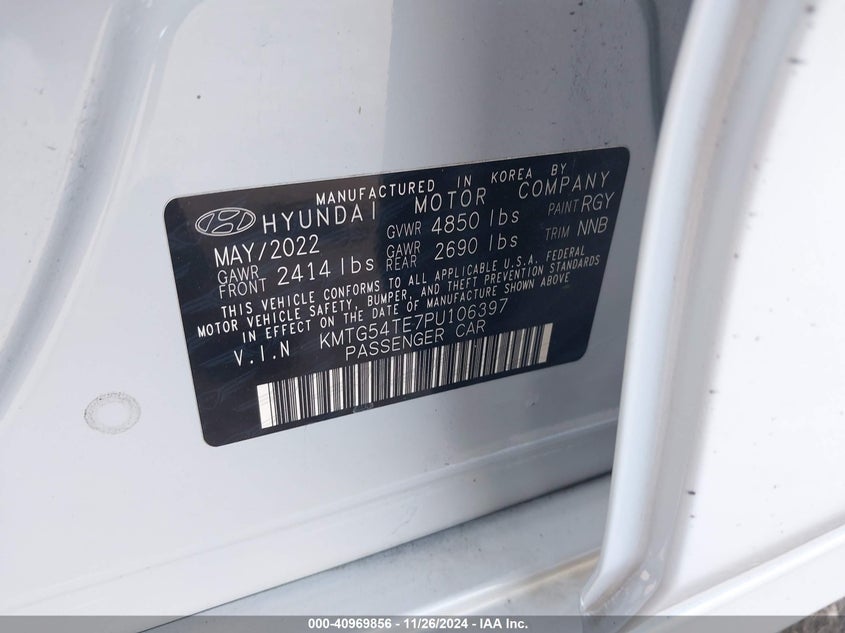 MANUFACTURED IN KOREA BY
HYUNDAI MOTOR COMPANY
MAY/2022 GVWR 4850 lbs PAINT RGY
GAWR FRONT 2414 lbs GAWR REAR 2690 lbs TRIM NNB
THIS VEHICLE CONFORMS TO ALL APPLICABLE U.S.A. FEDERAL
MOTOR VEHICLE SAFETY, BUMPER, AND THEFT PREVENTION STANDARDS
IN EFFECT ON THE DATE OF MANUFACTURE SHOWN ABOVE
V.I.N KMTG54TE7PU106397
PASSENGER CAR
000-40969856 - 11/26/2024 - IAA Inc.